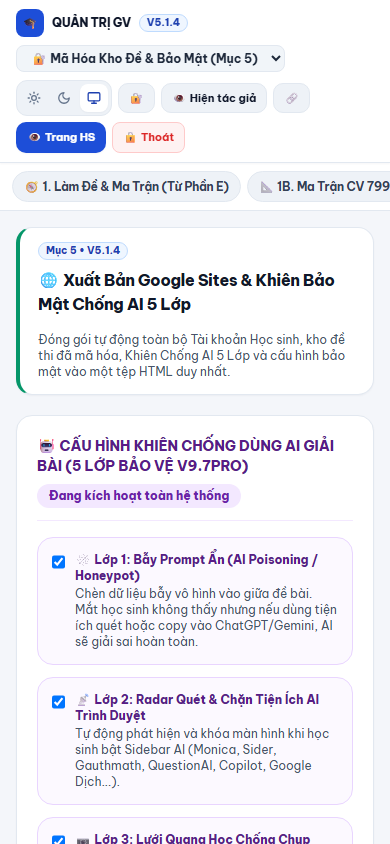 QUẢN TRỊ GV V5.1.4
🔐 Mã Hóa Kho Đề & Bảo Mật (Mục 5)
👁️ Hiện tác giả
👁️ Trang HS
🔒 Thoát
🧭 1. Làm Đề & Ma Trận (Từ Phần E)
📐 1B. Ma Trận CV 799
Mục 5 • V5.1.4
🌐 Xuất Bản Google Sites & Khiên Bảo
Mật Chống AI 5 Lớp
Đóng gói tự động toàn bộ Tài khoản Học sinh, kho đề
thi đã mã hóa, Khiên Chống AI 5 Lớp và cấu hình bảo
mật vào một tệp HTML duy nhất.
🤖 CẤU HÌNH KHIÊN CHỐNG DÙNG AI GIẢI
BÀI (5 LỚP BẢO VỆ V9.7PRO)
Đang kích hoạt toàn hệ thống
Lớp 1: Bẫy Prompt Ẩn (AI Poisoning /
Honeypot)
Chèn dữ liệu bẫy vô hình vào giữa đề bài.
Mắt học sinh không thấy nhưng nếu dùng tiện
ích quét hoặc copy vào ChatGPT/Gemini, AI
sẽ giải sai hoàn toàn.
Lớp 2: Radar Quét & Chặn Tiện Ích AI
Trình Duyệt
Tự động phát hiện và khóa màn hình khi học
sinh bật Sidebar AI (Monica, Sider,
Gauthmath, QuestionAI, Copilot, Google
Dịch...).
Lớp 3: Lưới Quang Học Chống Chụp